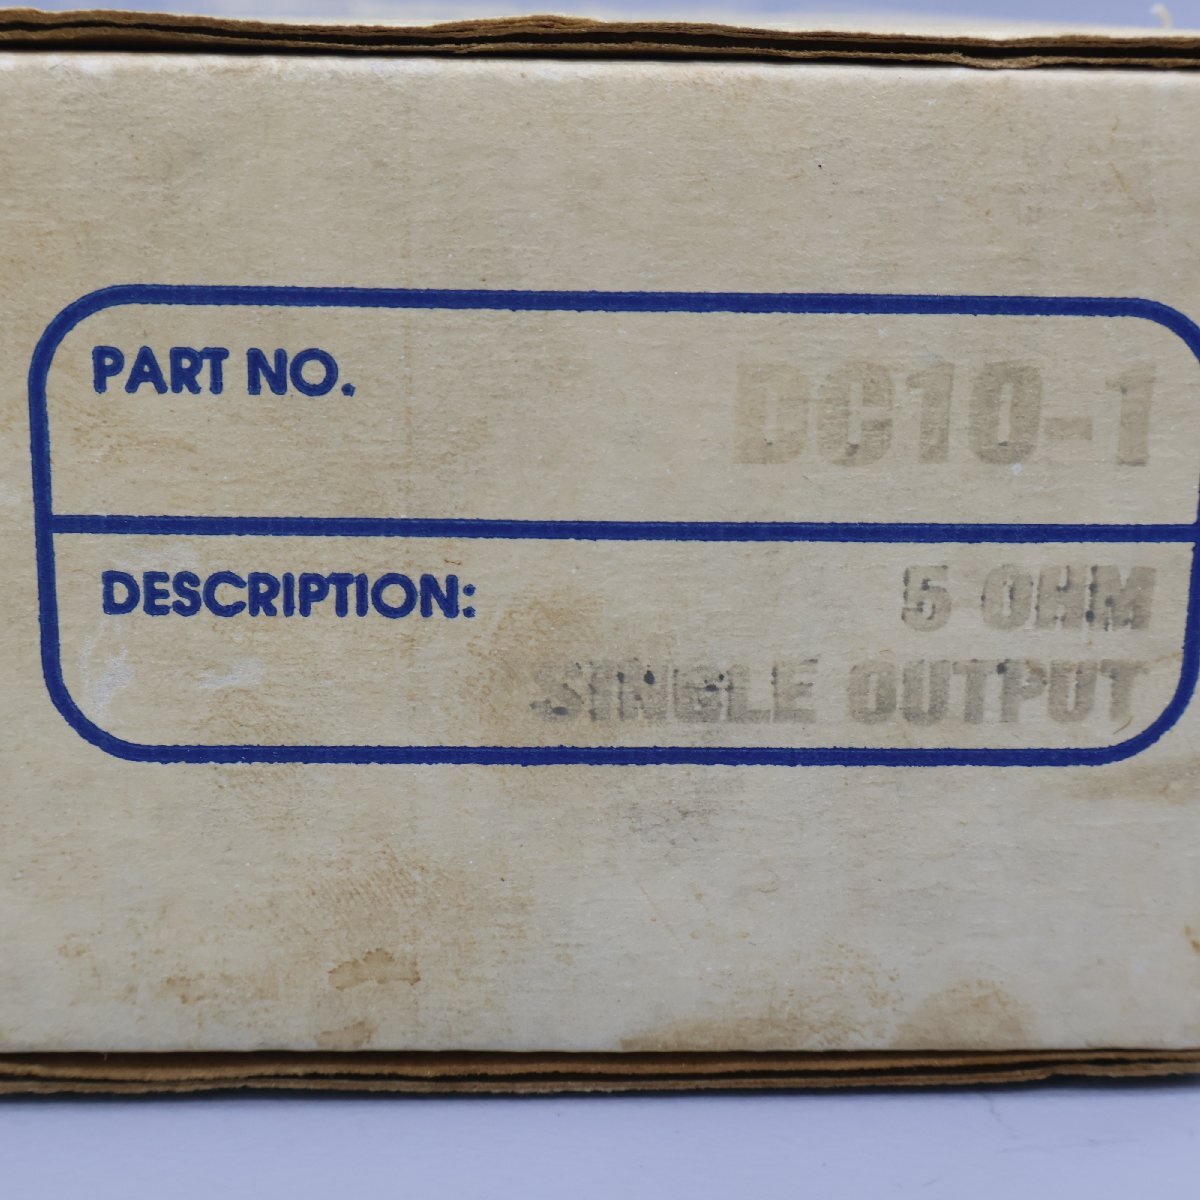 PART NO. DC10-1
DESCRIPTION: 5 OHM
SINGLE OUTPUT